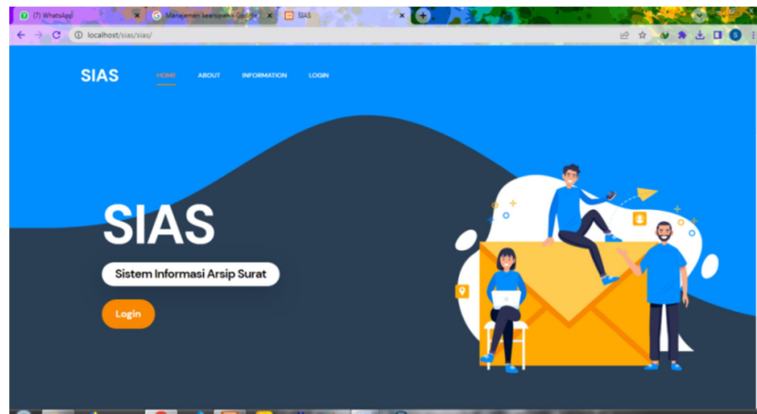 (7) WhatsApp
SIAS
localhost/sias/sias/
S
SIAS HOME ABOUT INFORMATION LOGIN
SIAS
Sistem Informasi Arsip Surat
Login